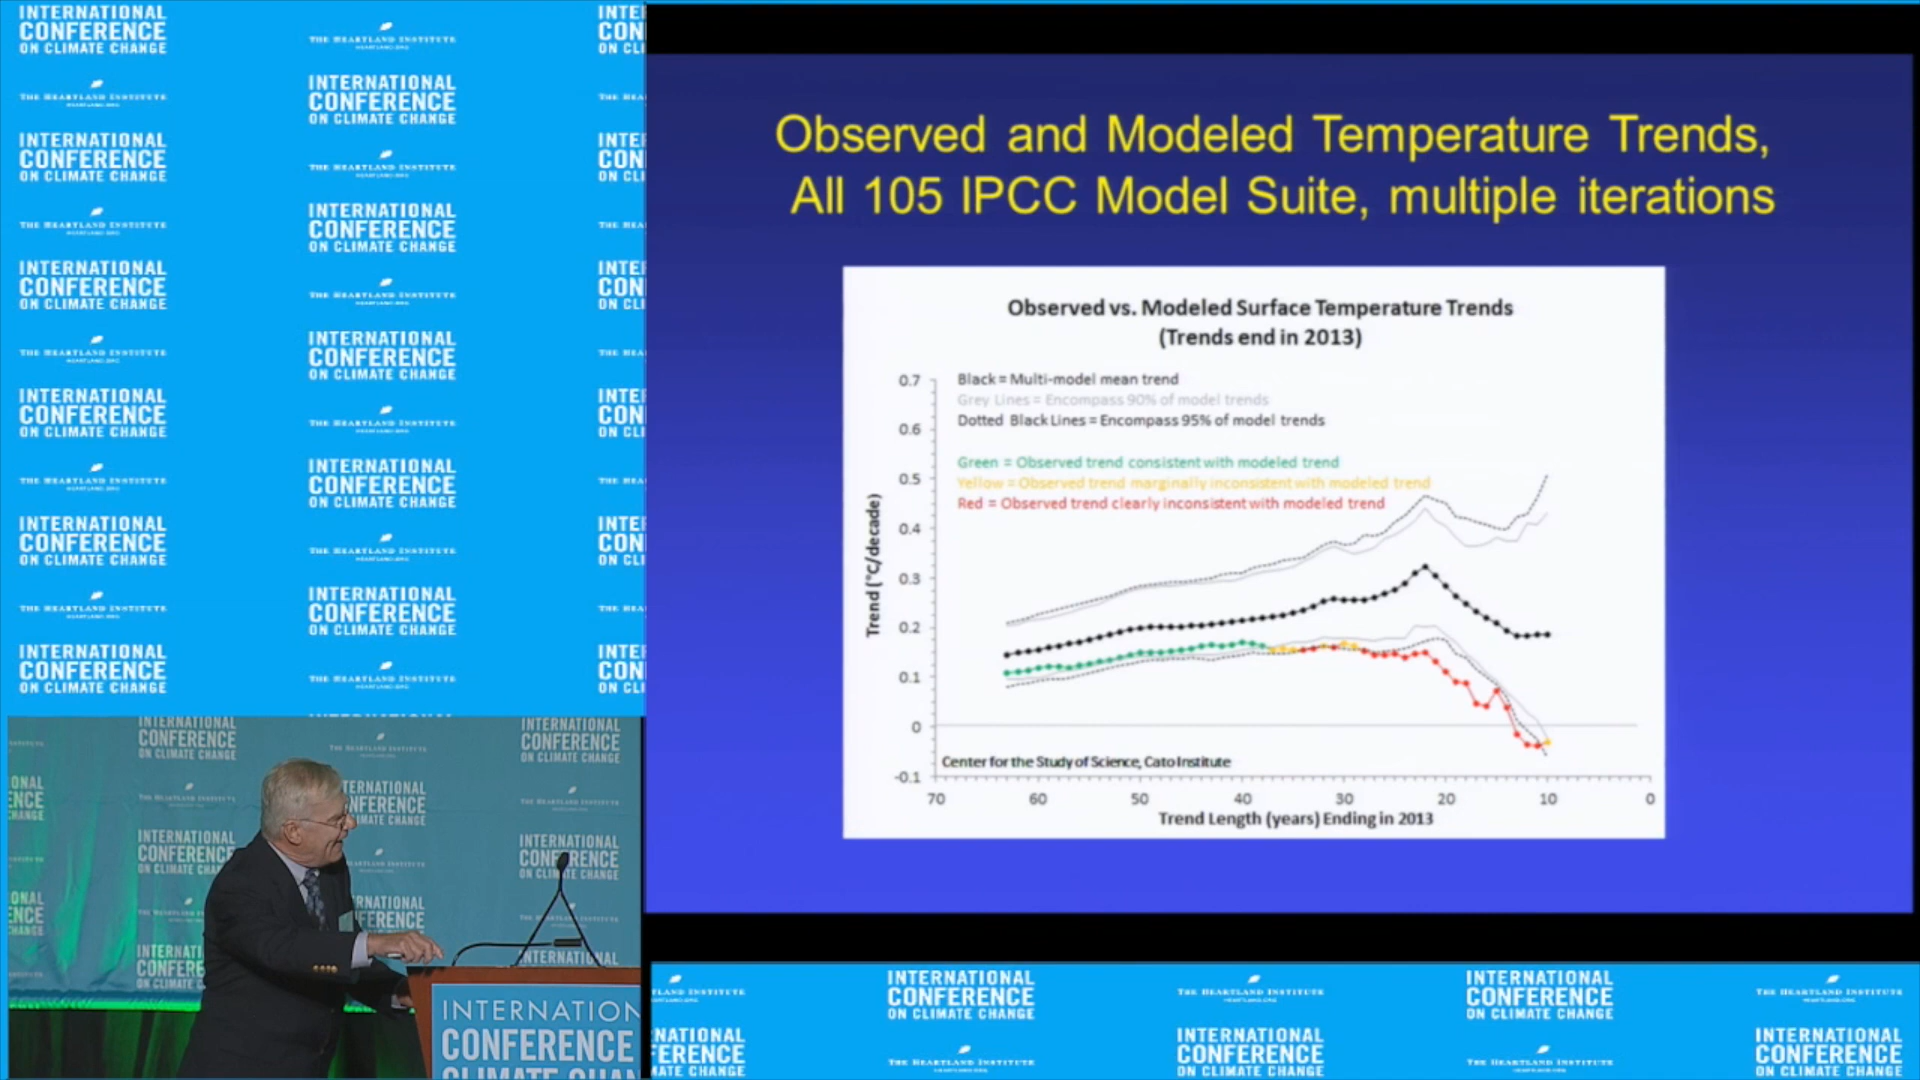 INTERNATIONAL
CONFERENCE
ON CLIMATE CHANGE
THE HEARTLAND INSTITUTE
HEARTLAND.ORG
Observed and Modeled Temperature Trends,
All 105 IPCC Model Suite, multiple iterations
Observed vs. Modeled Surface Temperature Trends
(Trends end in 2013)
Black = Multi-model mean trend
Grey Lines = Encompass 90% of model trends
Dotted Black Lines = Encompass 95% of model trends
Green = Observed trend consistent with modeled trend
Yellow = Observed trend marginally inconsistent with modeled trend
Red = Observed trend clearly inconsistent with modeled trend
Trend (°C/decade)
0.7
0.6
0.5
0.4
0.3
0.2
0.1
0
-0.1
Center for the Study of Science, Cato Institute
70 60 50 40 30 20 10 0
Trend Length (years) Ending in 2013
INTERNATION
CONFERENCE
CLIMATE CHAN